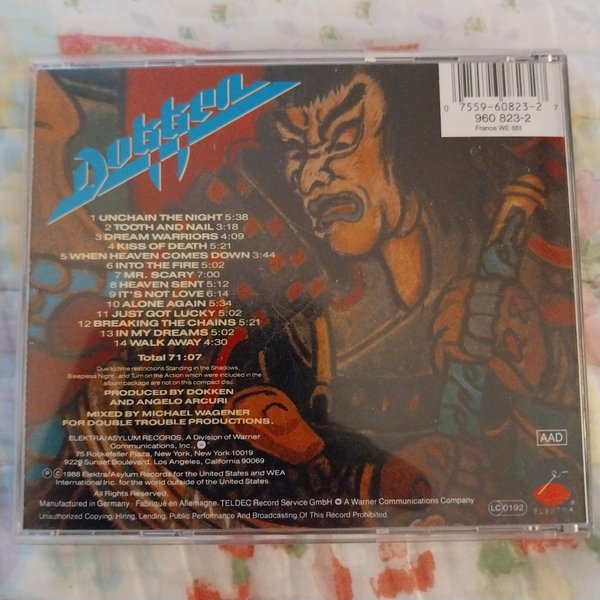 Dokken
0 7559-60823-2 7
960 823-2
France WE 851
1 UNCHAIN THE NIGHT 5:38
2 TOOTH AND NAIL 3:18
3 DREAM WARRIORS 4:09
4 KISS OF DEATH 5:21
5 WHEN HEAVEN COMES DOWN 3:44
6 INTO THE FIRE 5:02
7 MR. SCARY 7:00
8 HEAVEN SENT 5:12
9 IT'S NOT LOVE 6:14
10 ALONE AGAIN 5:34
11 JUST GOT LUCKY 5:02
12 BREAKING THE CHAINS 5:21
13 IN MY DREAMS 5:02
14 WALK AWAY 4:30
Total 71:07
Due to time restrictions Standing in the Shadows,
Sleepless Night, and Turn on the Action which were included in the
album package are not on this compact disc.
PRODUCED BY DOKKEN
AND ANGELO ARCURI
MIXED BY MICHAEL WAGENER
FOR DOUBLE TROUBLE PRODUCTIONS.
ELEKTRA/ASYLUM RECORDS, A Division of Warner
Communications, Inc.,
75 Rockefeller Plaza, New York, New York-10019
9229 Sunset Boulevard, Los Angeles, California 90069
℗ © 1988 Elektra/Asylum Records for the United States and WEA
International Inc. for the world outside of the United States.
All Rights Reserved.
Manufactured in Germany · Fabriqué en Allemagne. TELDEC Record Service GmbH A Warner Communications Company
Unauthorized Copying, Hiring, Lending, Public Performance And Broadcasting Of This Record Prohibited.
AAD
LC 0192
ELEKTRA